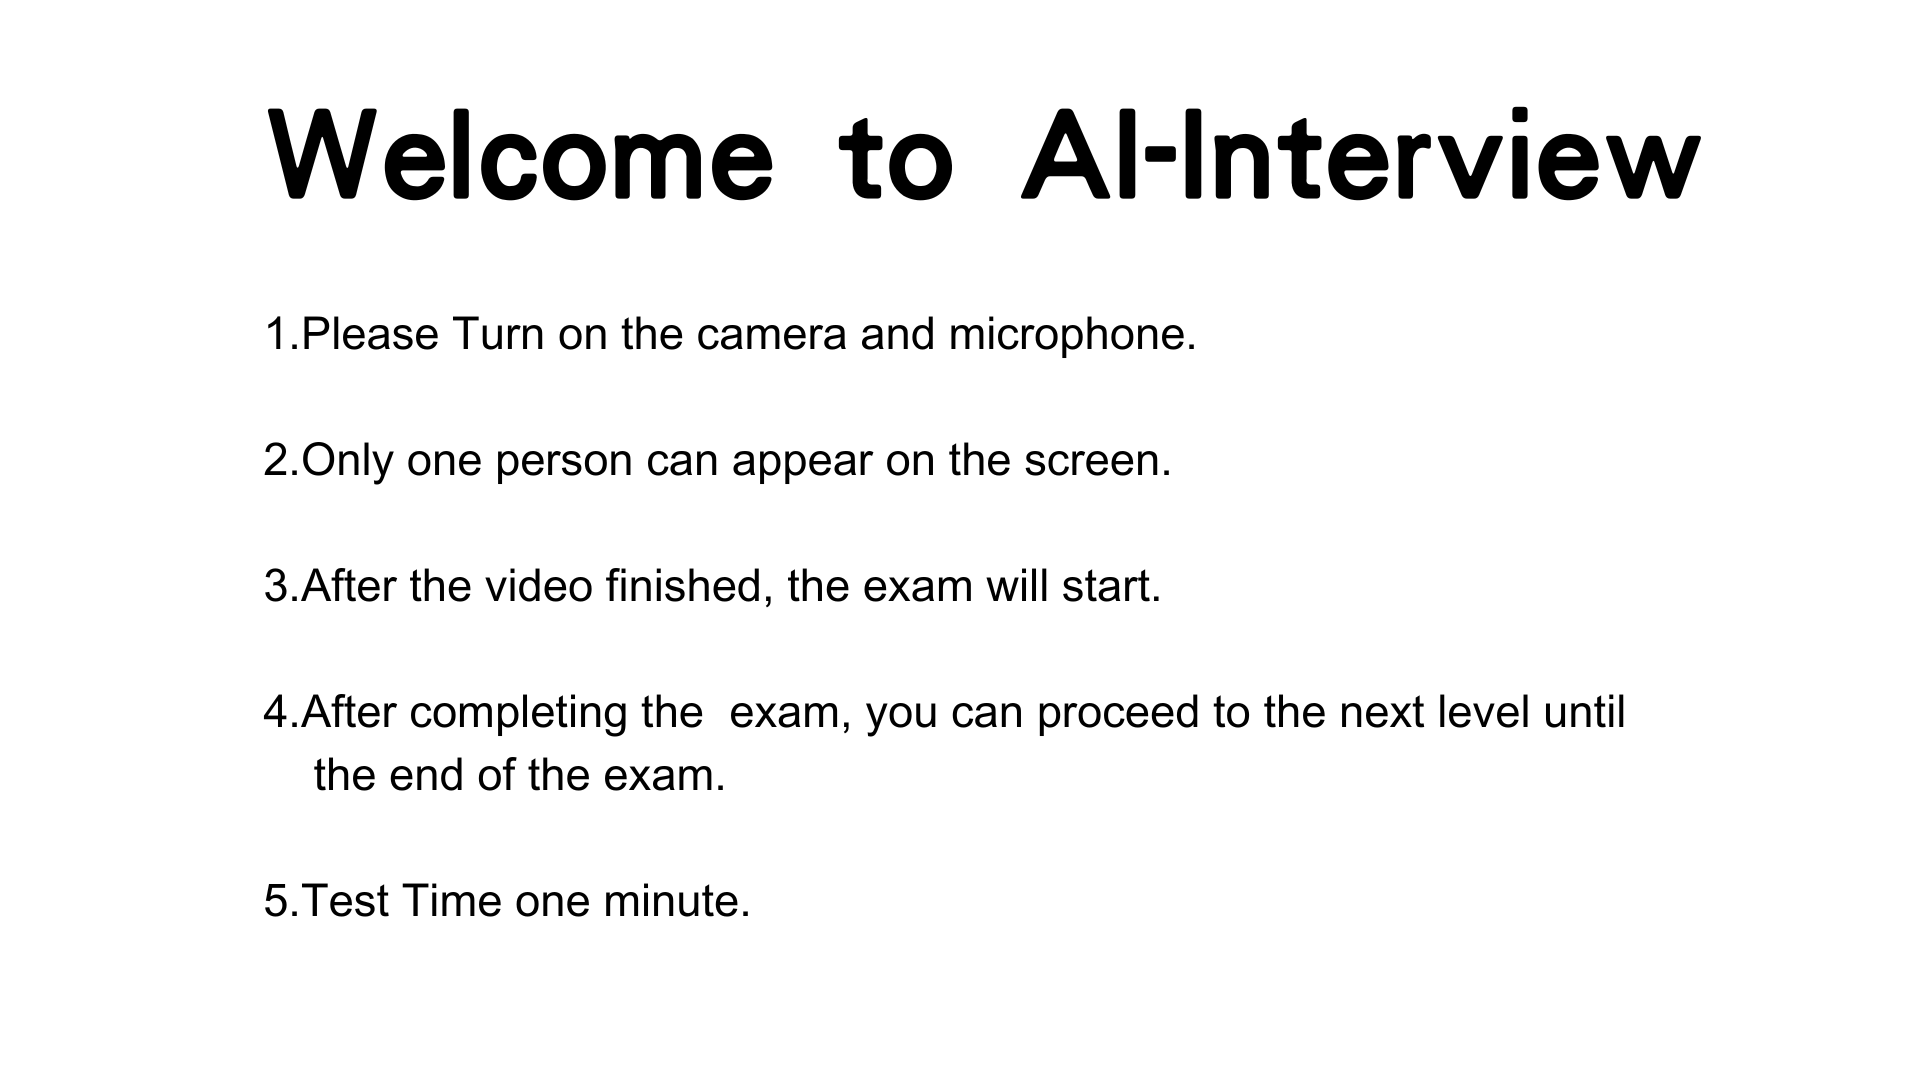 Welcome to AI-Interview
1.Please Turn on the camera and microphone.
2.Only one person can appear on the screen.
3.After the video finished, the exam will start.
4.After completing the  exam, you can proceed to the next level until
the end of the exam.
5.Test Time one minute.